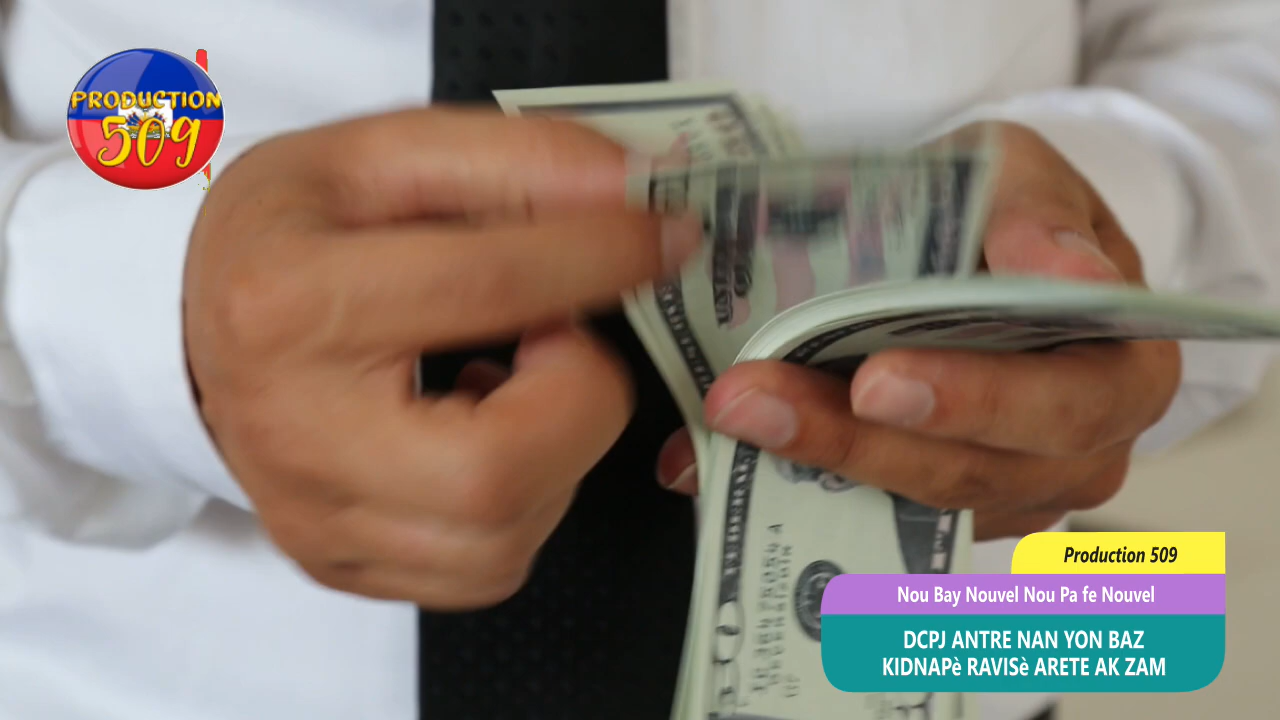 PRODUCTION
509
Production 509
Nou Bay Nouvel Nou Pa fe Nouvel
DCPJ ANTRE NAN YON BAZ
KIDNAPè RAVISè ARETE AK ZAM